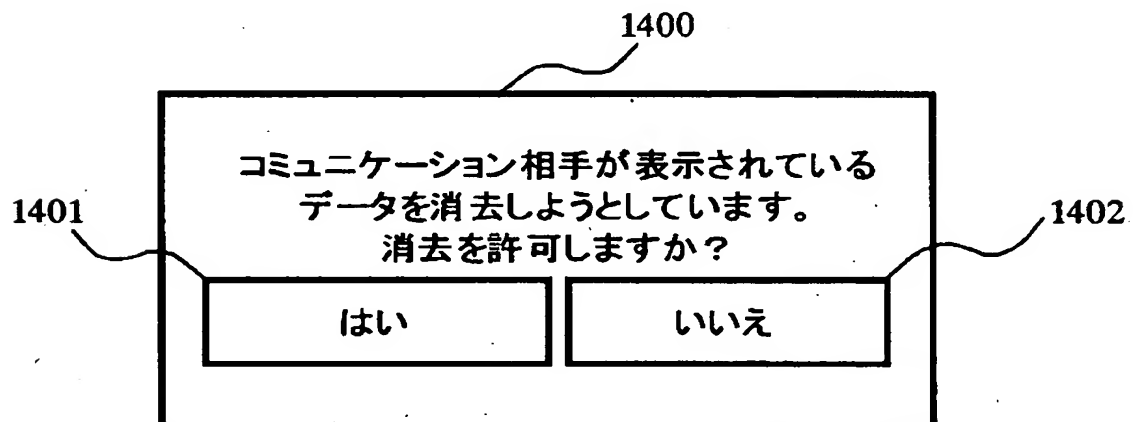 1400
コミュニケーション相手が表示されている
データを消去しようとしています。
1401
1402
消去を許可しますか？
はい
いいえ